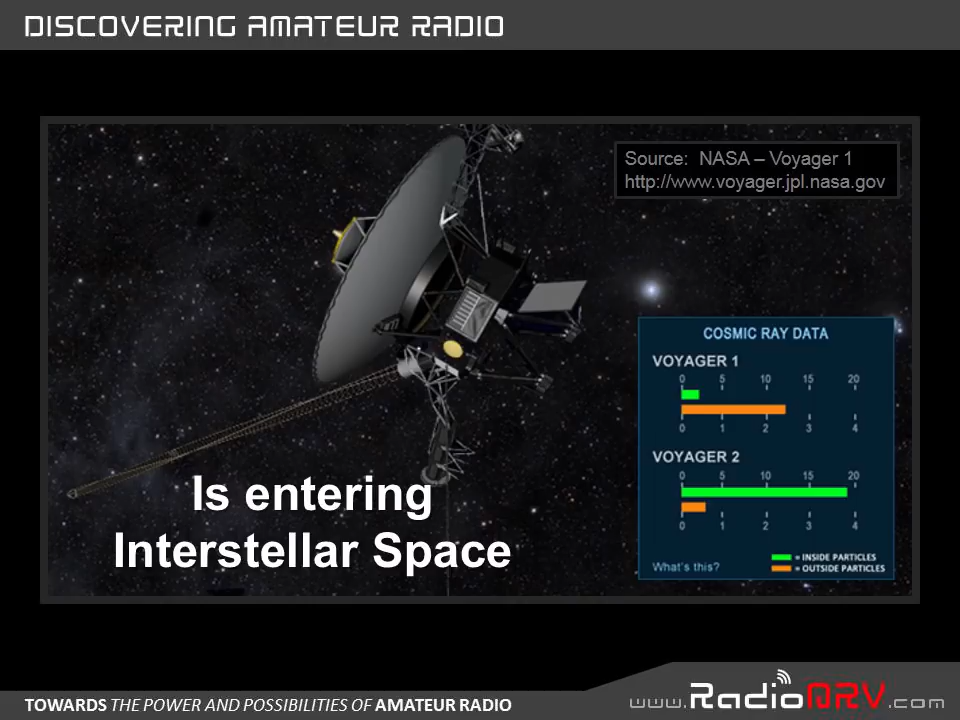 DISCOVERING AMATEUR RADIO
Source: NASA – Voyager 1
http://www.voyager.jpl.nasa.gov
COSMIC RAY DATA
VOYAGER 1
0 5 10 15 20
0 1 2 3 4
VOYAGER 2
0 5 10 15 20
0 1 2 3 4
What's this?
= INSIDE PARTICLES
= OUTSIDE PARTICLES
Is entering
Interstellar Space
TOWARDS THE POWER AND POSSIBILITIES OF AMATEUR RADIO
www.RadioQRV.com